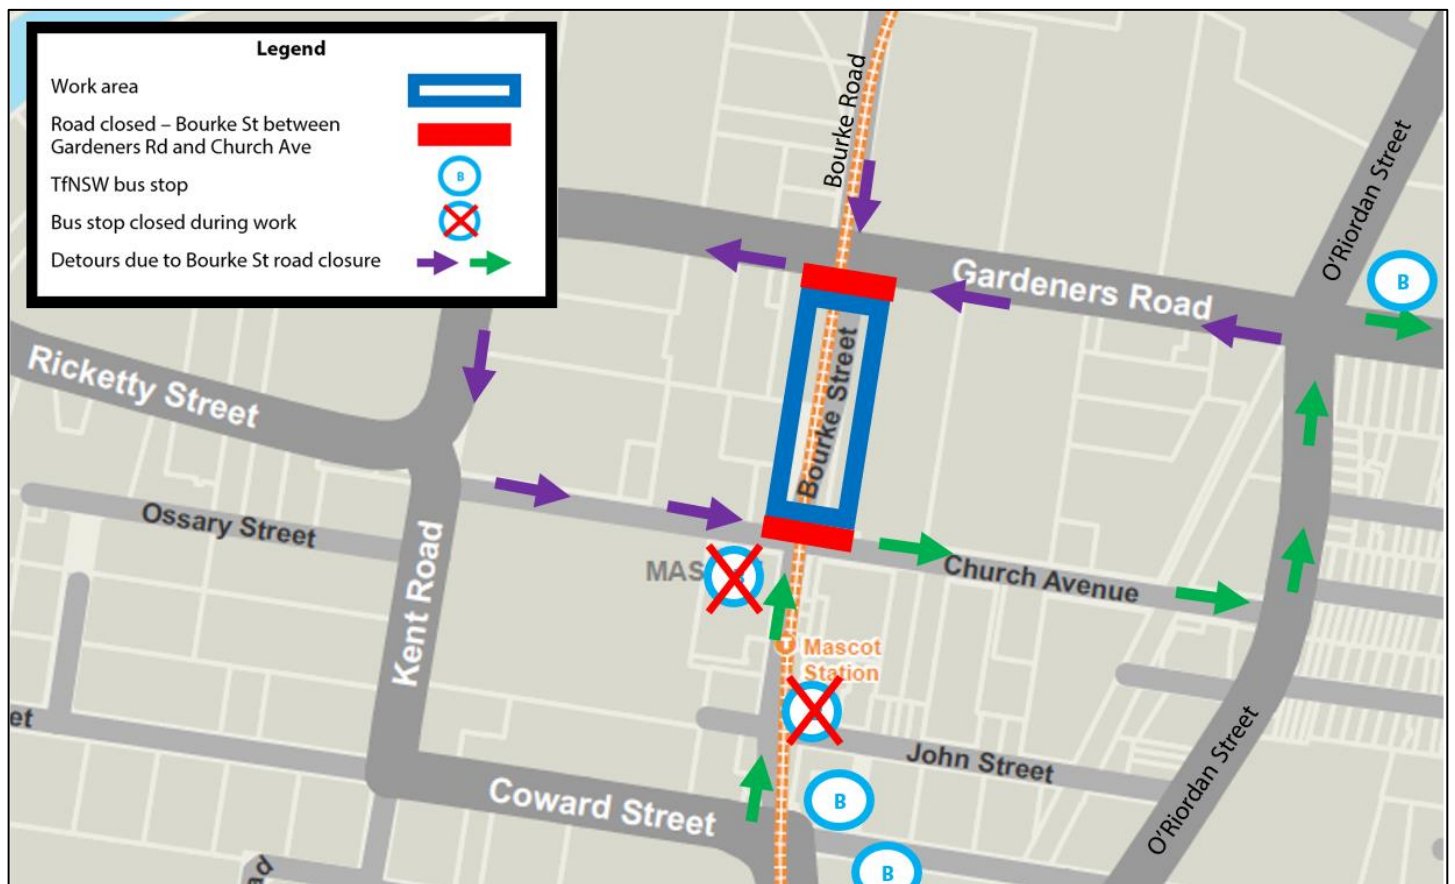 Legend
Work area
Road closed – Bourke St between
Gardeners Rd and Church Ave
TfNSW bus stop
B
Bus stop closed during work
Detours due to Bourke St road closure
Bourke Road
O'Riordan Street
B
Gardeners Road
Ricketty Street
Bourke Street
Ossary Street
Kent Road
MAS
Church Avenue
Mascot
Station
et
John Street
O'Riordan Street
Coward Street
B
B
ad